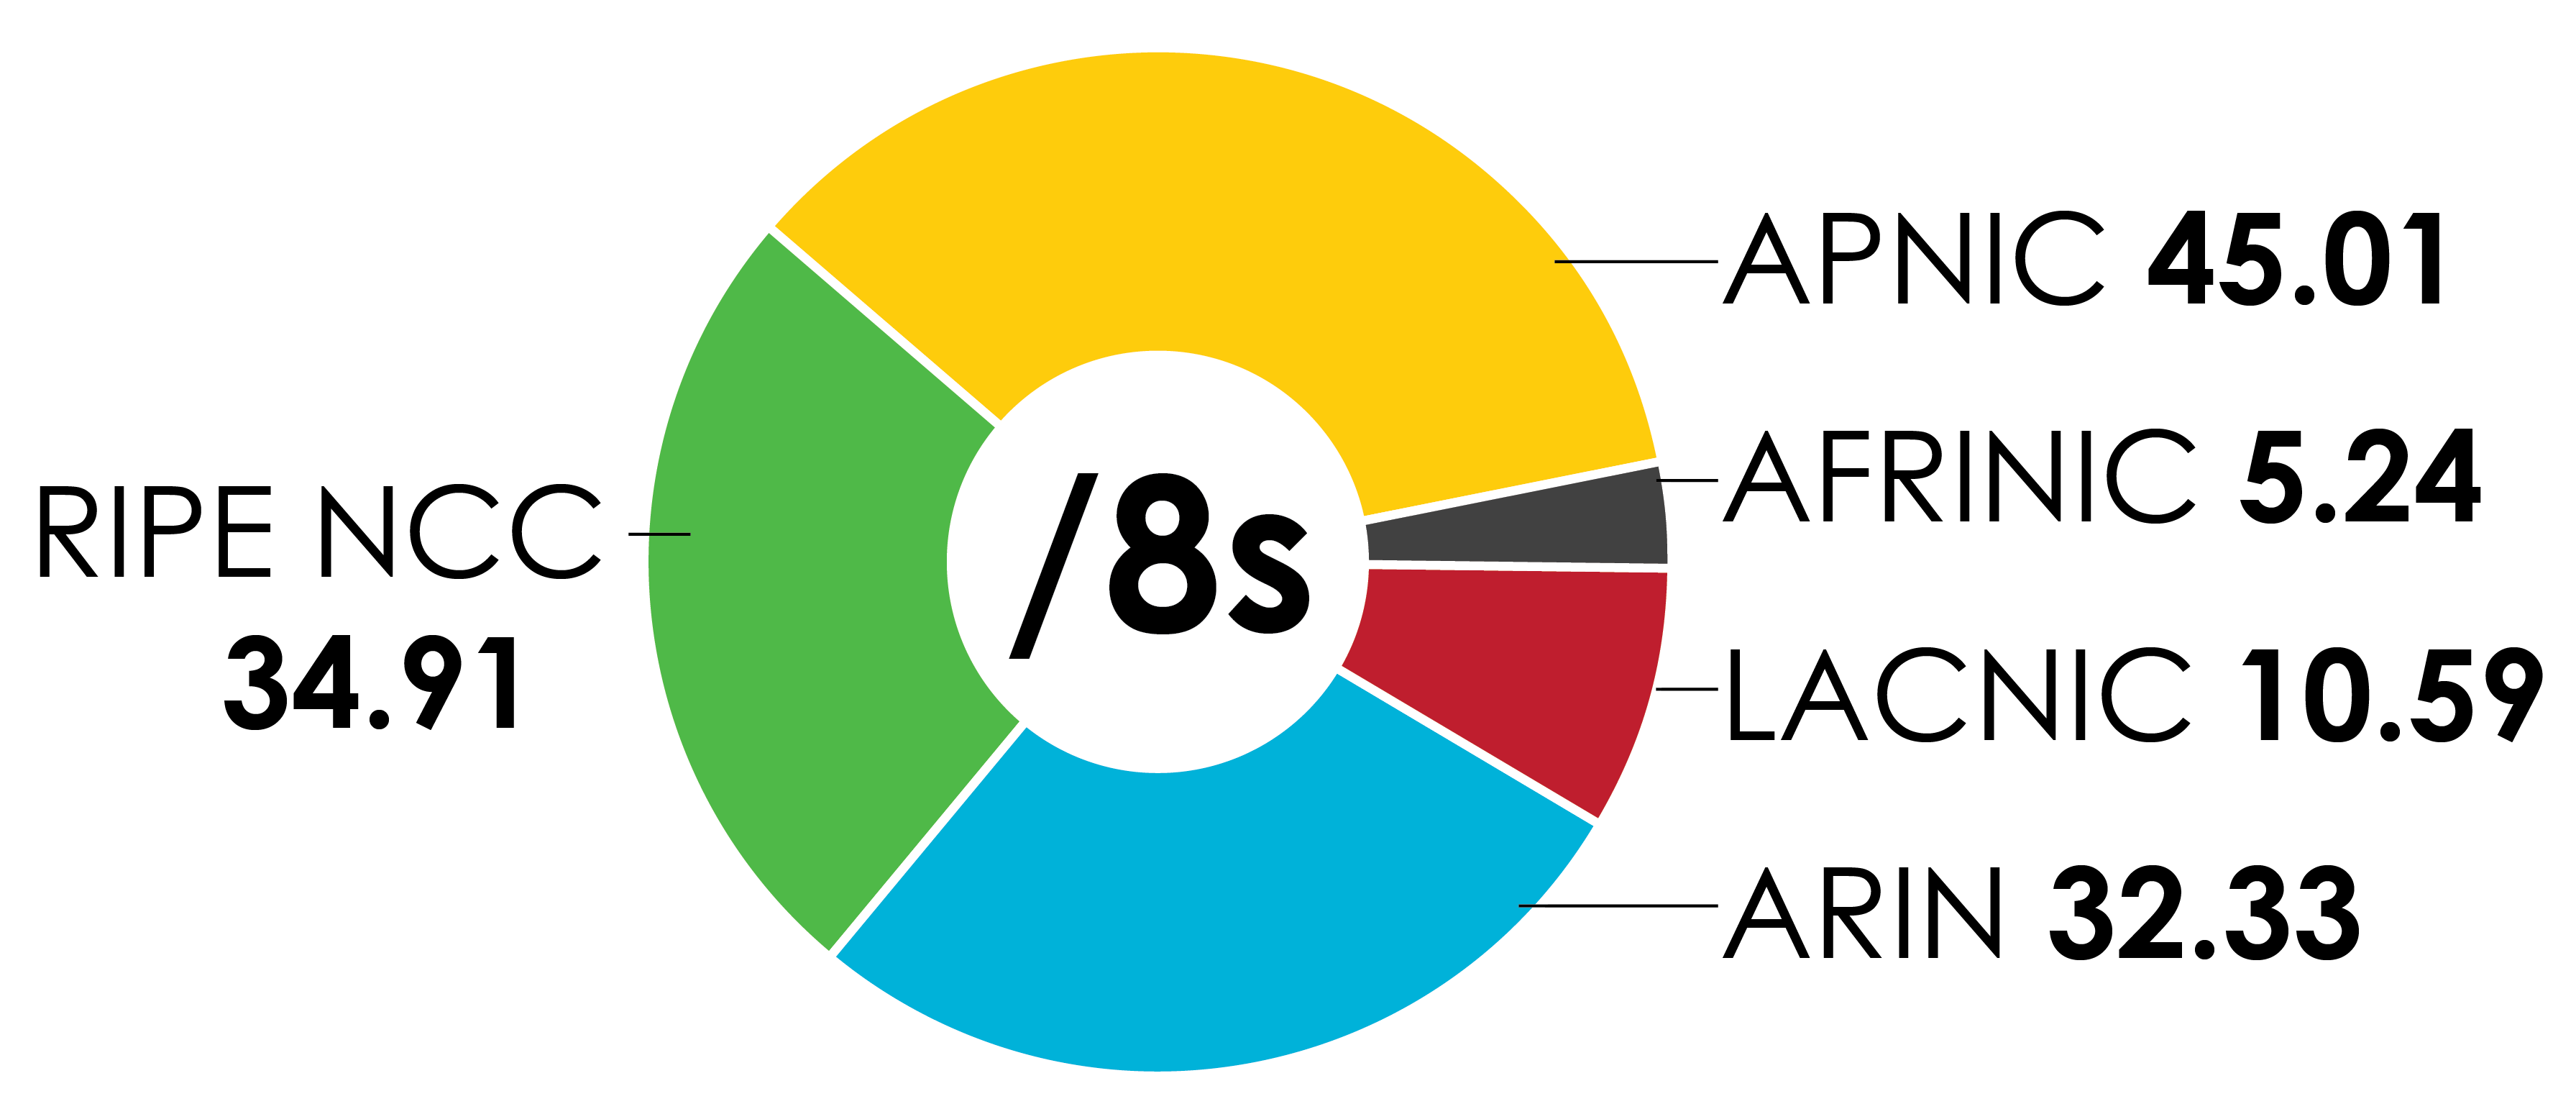 APNIC 45.01
AFRINIC 5.24
LACNIC 10.59
ARIN 32.33
RIPE NCC
34.91
/8s